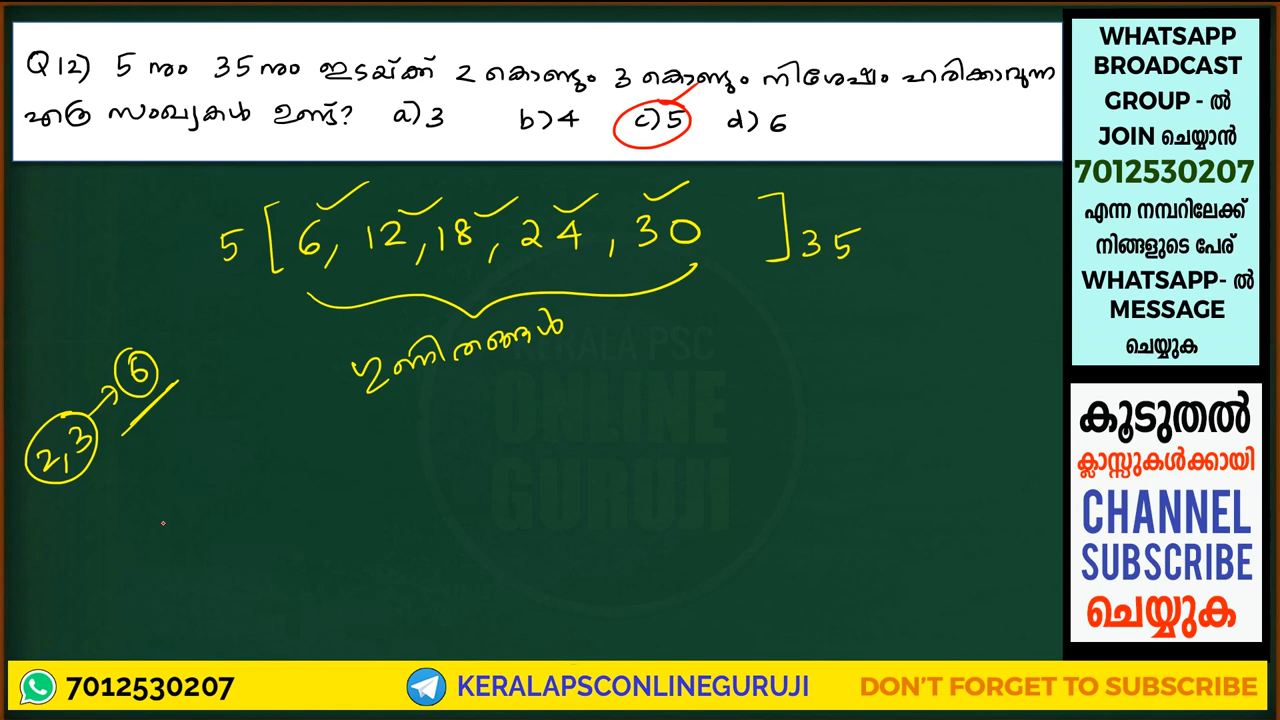 Q12) 5 നും 35 നും ഇടയ്ക്ക് 2 കൊണ്ടും 3 കൊണ്ടും നിശേഷം ഹരിക്കാവുന്ന
എത്ര സംഖ്യകൾ ഉണ്ട്? a) 3 b) 4 c) 5 d) 6
5 [ 6, 12, 18, 24, 30 ] 35
ഗുണിതങ്ങൾ
6
2,3
KERALA PSC
ONLINE
GURUJI
WHATSAPP
BROADCAST
GROUP - ൽ
JOIN ചെയ്യാൻ
7012530207
എന്ന നമ്പറിലേക്ക്
നിങ്ങളുടെ പേര്
WHATSAPP- ൽ
MESSAGE
ചെയ്യുക
കൂടുതൽ
ക്ലാസ്സുകൾക്കായി
CHANNEL
SUBSCRIBE
ചെയ്യുക
7012530207 KERALAPSCONLINEGURUJI DON'T FORGET TO SUBSCRIBE